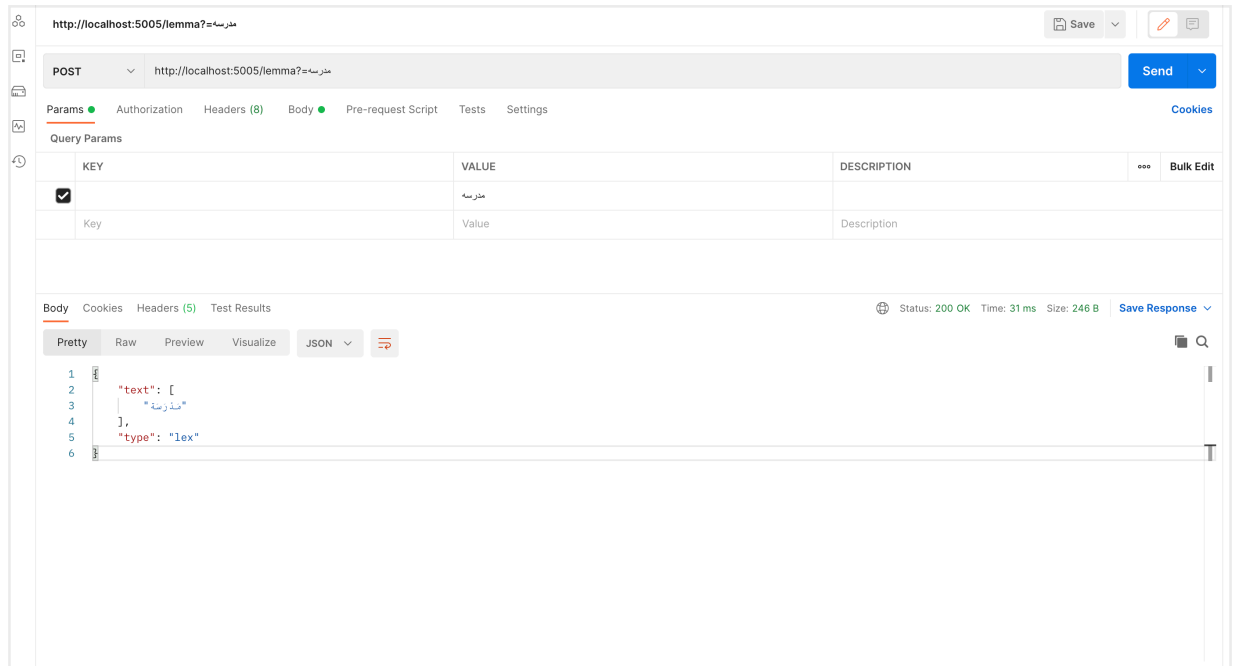 http://localhost:5005/lemma?=مدرسه
Save
POST http://localhost:5005/lemma?=مدرسه Send
Params Authorization Headers (8) Body Pre-request Script Tests Settings Cookies
Query Params
KEY VALUE DESCRIPTION ooo Bulk Edit
مدرسه
Key Value Description
Body Cookies Headers (5) Test Results Status: 200 OK Time: 31 ms Size: 246 B Save Response
Pretty Raw Preview Visualize JSON
1 {
2 "text": [
3 "مَدْرَسَة"
4 ],
5 "type": "lex"
6 }